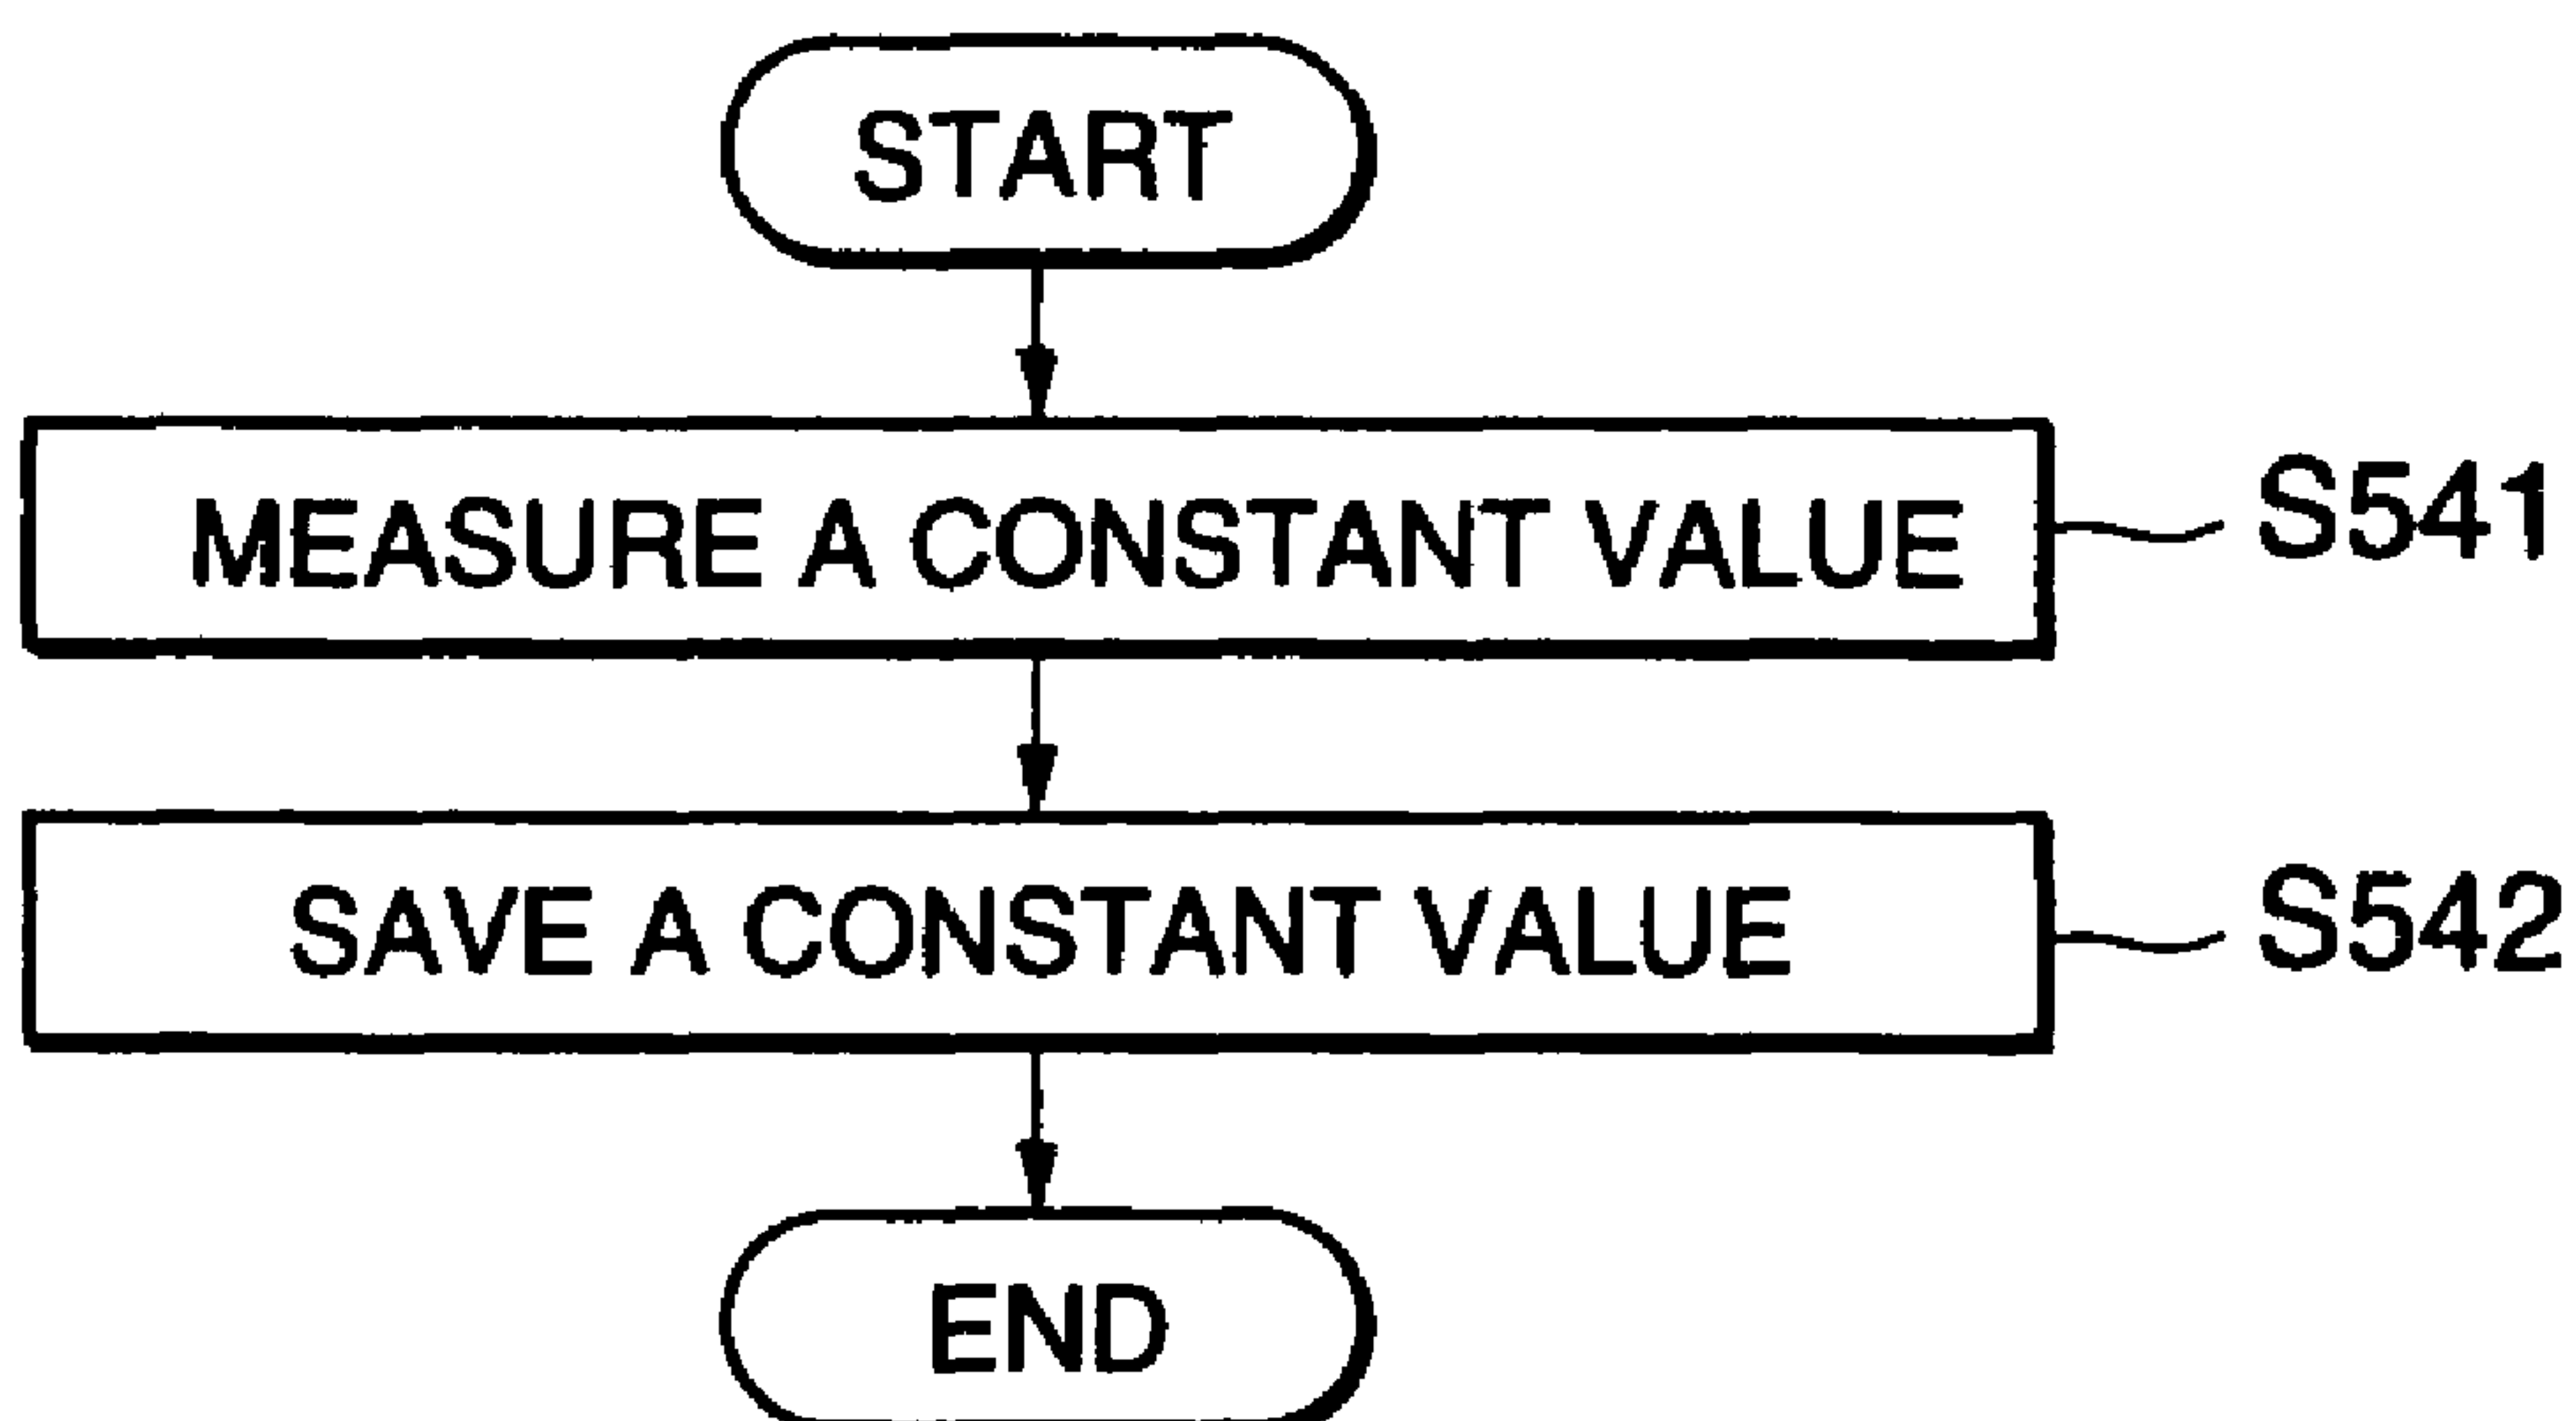 START
MEASURE A CONSTANT VALUE
S541
SAVE A CONSTANT VALUE
S542
END